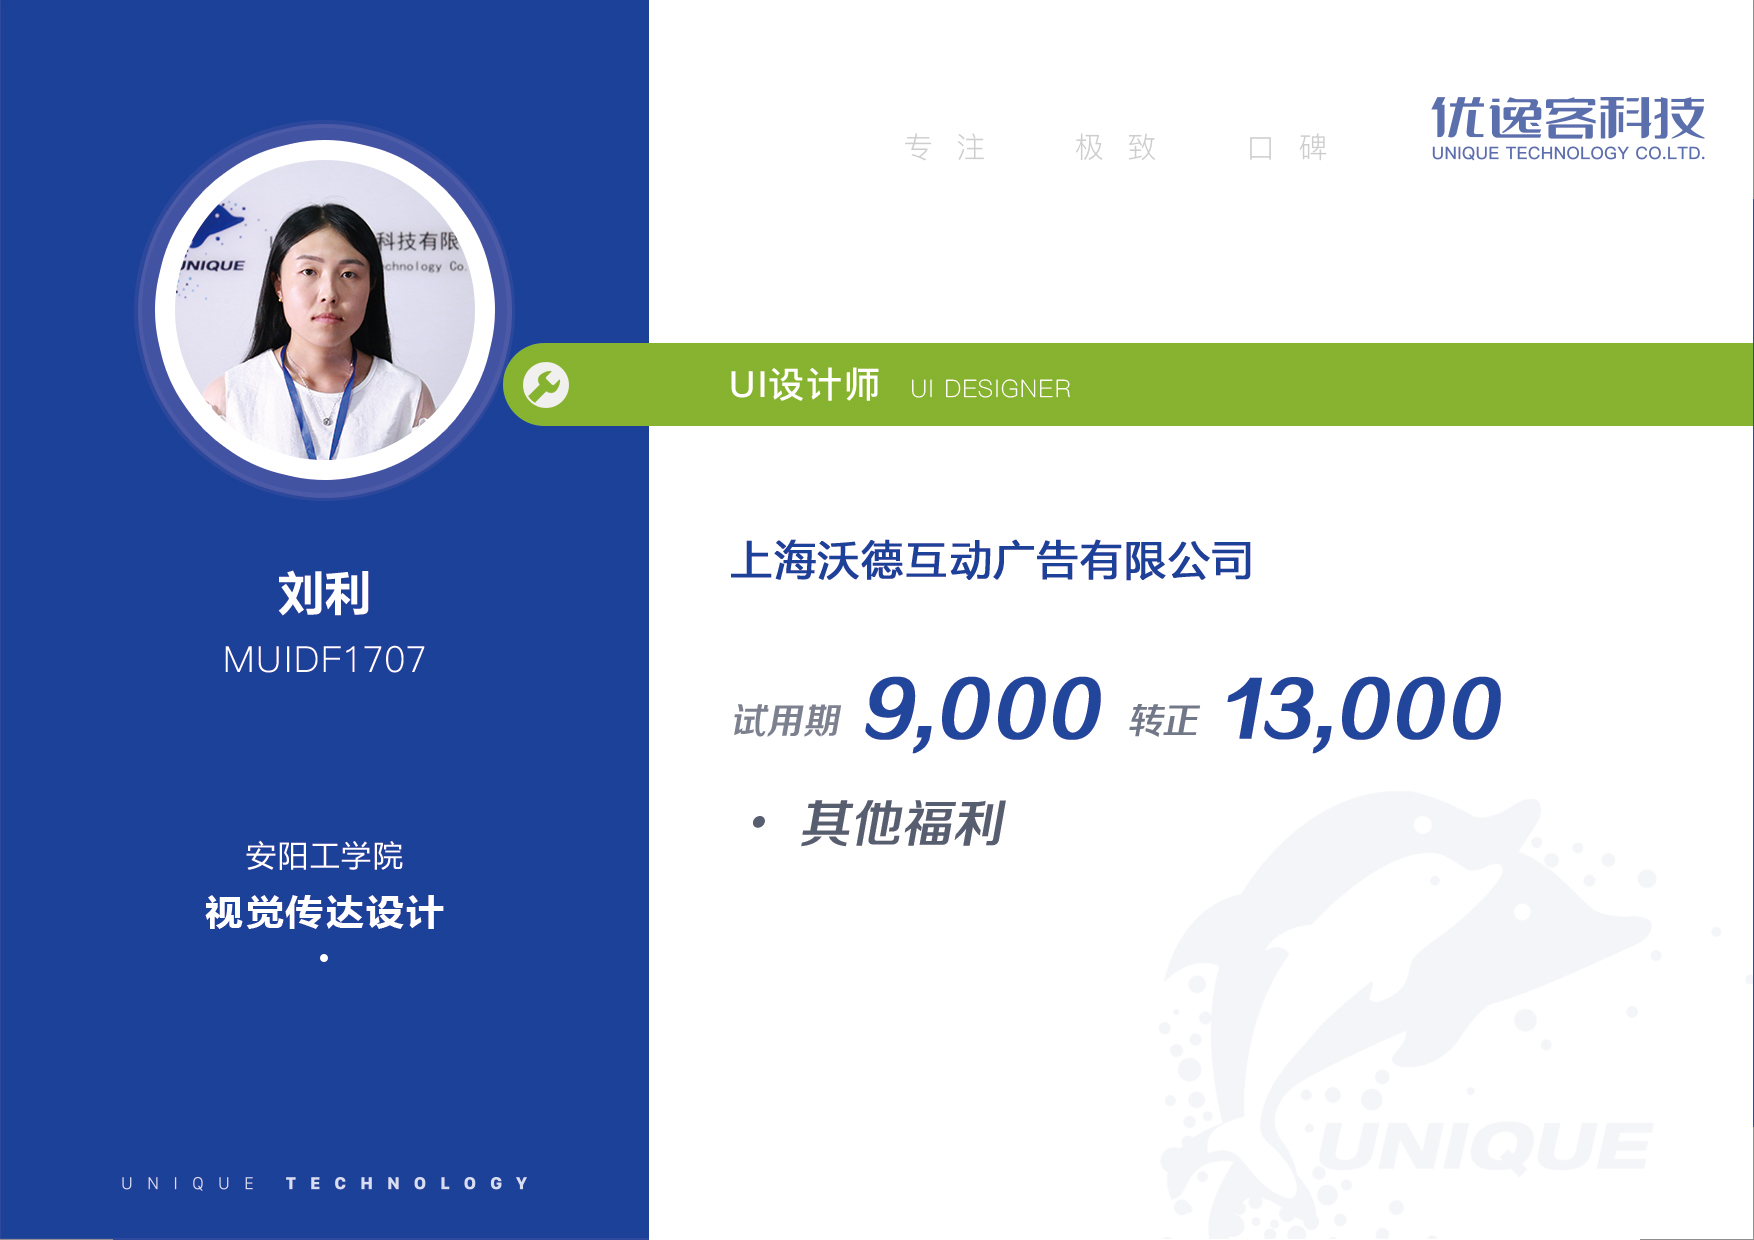 专注 极致 口碑
优逸客科技
UNIQUE TECHNOLOGY CO.LTD.
UNIQUE
科技有限
chnology Co.
UI设计师 UI DESIGNER
刘利
MUIDF1707
安阳工学院
视觉传达设计
UNIQUE TECHNOLOGY
上海沃德互动广告有限公司
试用期 9,000 转正 13,000
• 其他福利
UNIQUE